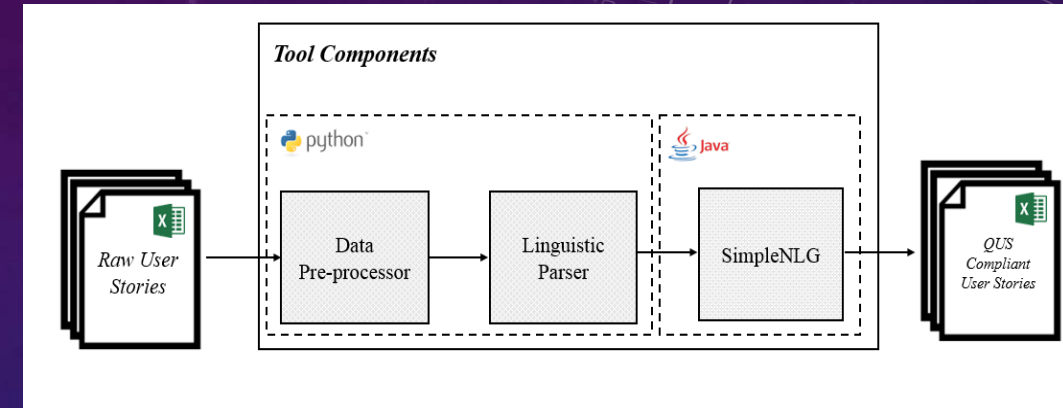 Tool Components
python
Java
X
Raw User
Stories
Data
Pre-processor
Linguistic
Parser
SimpleNLG
X
QUS
Compliant
User Stories